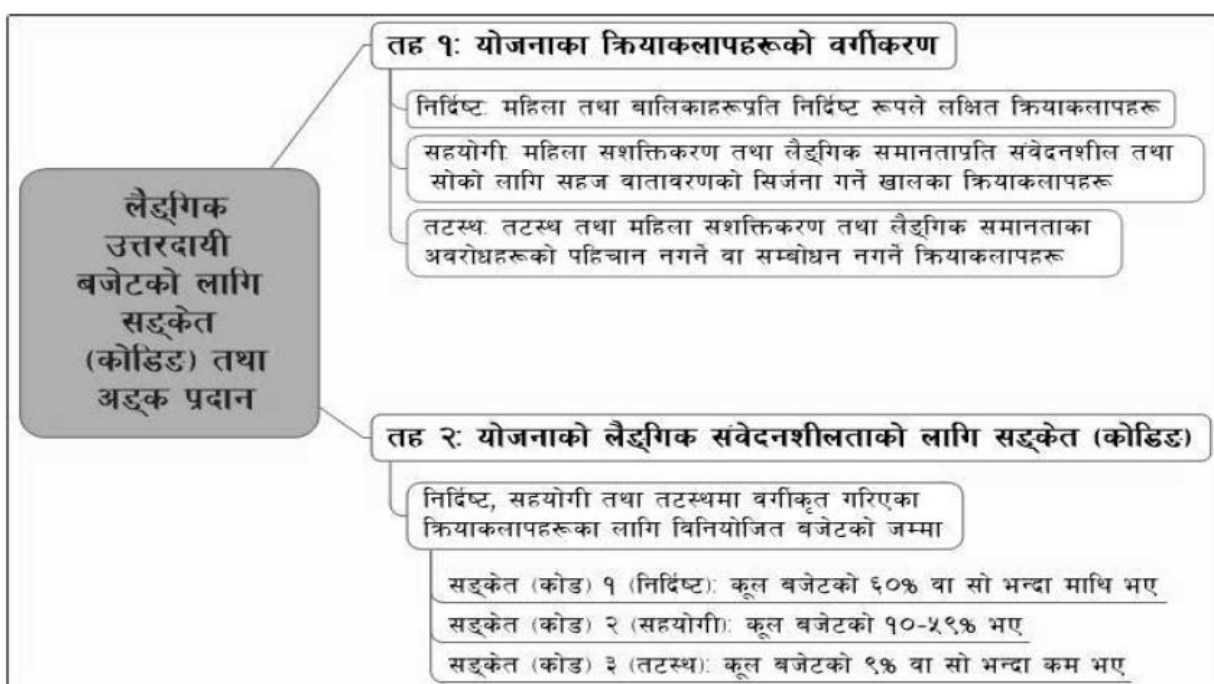 लैङ्गिक
उत्तरदायी
बजेटको लागि
सङ्केत
(कोडिङ) तथा
अङ्क प्रदान
तह १: योजनाका क्रियाकलापहरूको वर्गीकरण
निर्दिष्ट: महिला तथा बालिकाहरूप्रति निर्दिष्ट रूपले लक्षित क्रियाकलापहरू
सहयोगी: महिला सशक्तिकरण तथा लैङ्गिक समानताप्रति संवेदनशील तथा
सोको लागि सहज वातावरणको सिर्जना गर्ने खालका क्रियाकलापहरू
तटस्थ: तटस्थ तथा महिला सशक्तिकरण तथा लैङ्गिक समानताका
अवरोधहरूको पहिचान नगर्ने वा सम्बोधन नगर्ने क्रियाकलापहरू
तह २: योजनाको लैङ्गिक संवेदनशीलताको लागि सङ्केत (कोडिङ)
निर्दिष्ट, सहयोगी तथा तटस्थमा वर्गीकृत गरिएका
क्रियाकलापहरूका लागि विनियोजित बजेटको जम्मा
सङ्केत (कोड) १ (निर्दिष्ट): कूल बजेटको ६०% वा सो भन्दा माथि भए
सङ्केत (कोड) २ (सहयोगी): कूल बजेटको १०-५९% भए
सङ्केत (कोड) ३ (तटस्थ): कूल बजेटको ९% वा सो भन्दा कम भए